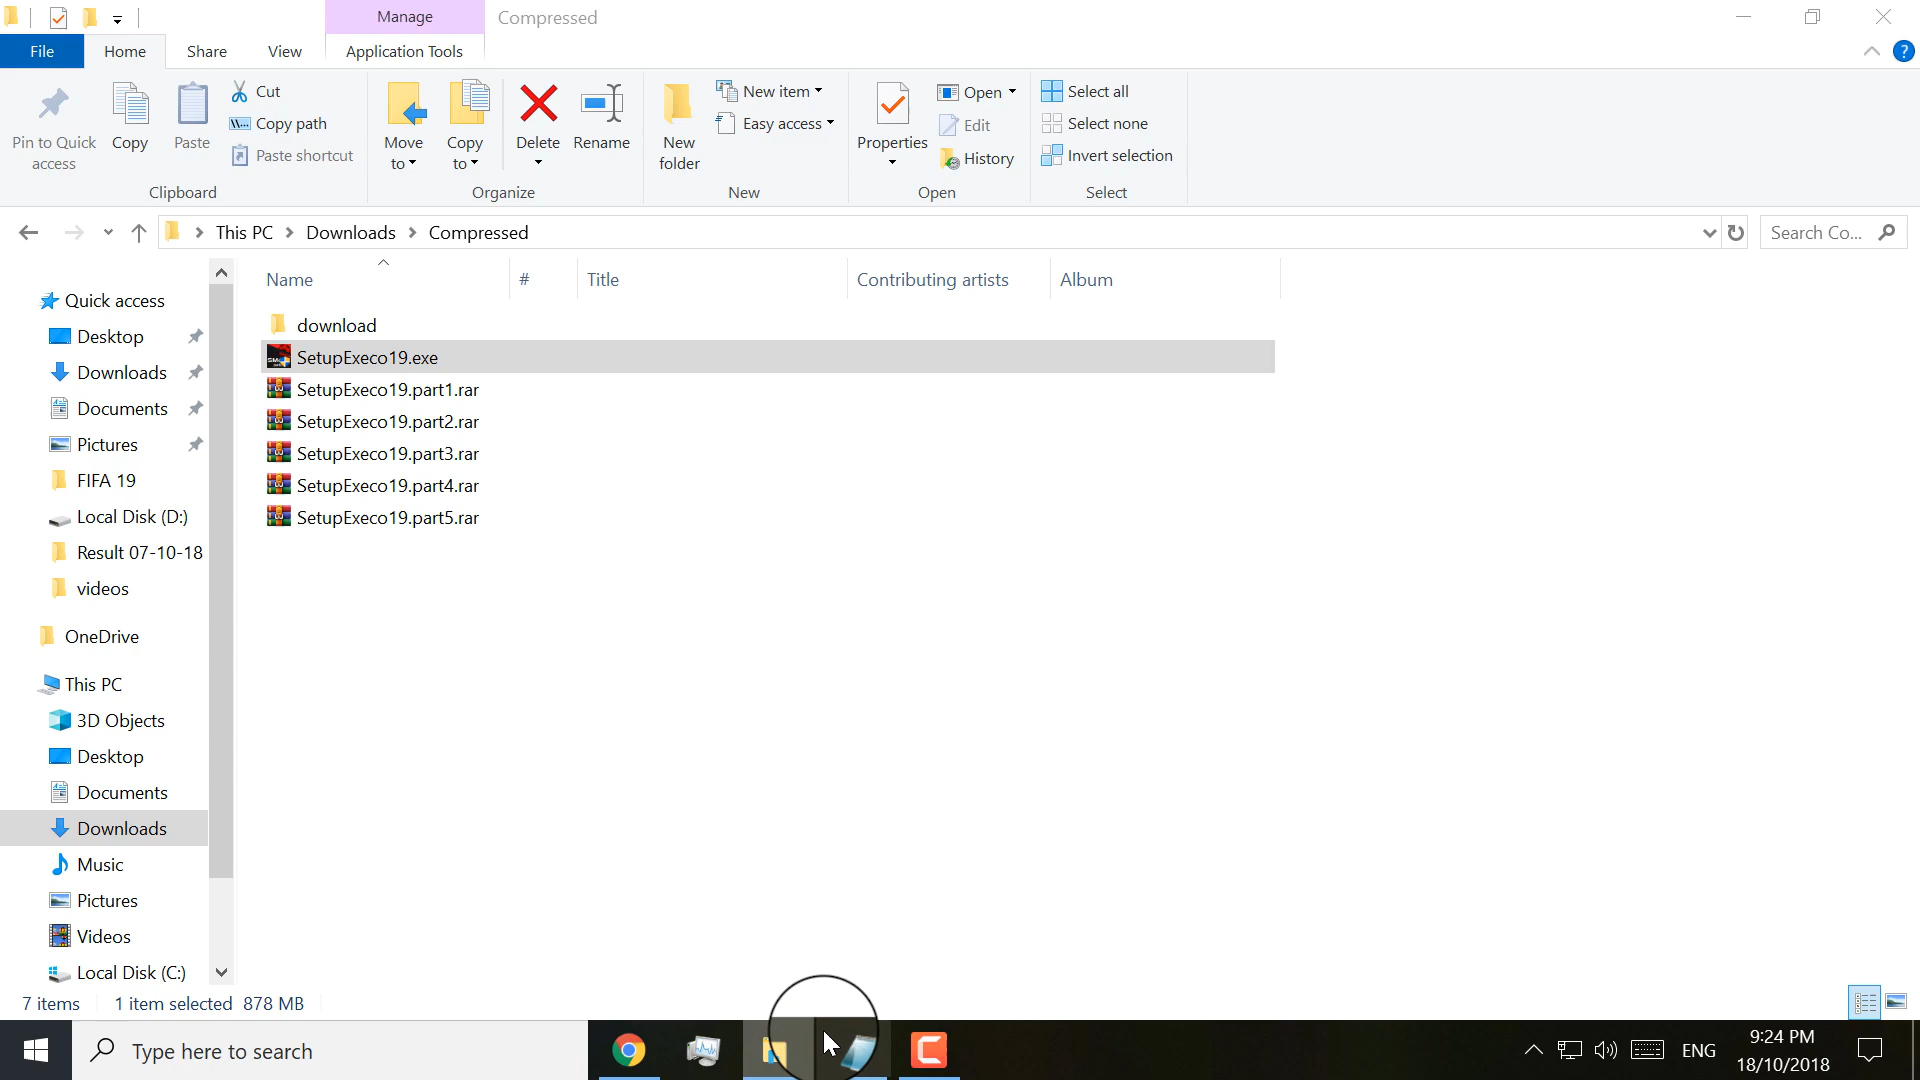 Manage
Compressed
File
Home
Share
View
Application Tools
Pin to Quick access
Copy
Paste
Cut
Copy path
Paste shortcut
Clipboard
Move to
Copy to
Delete
Rename
Organize
New folder
New item
Easy access
New
Properties
Open
Edit
History
Open
Select all
Select none
Invert selection
Select
This PC
Downloads
Compressed
Search Co...
Name
#
Title
Contributing artists
Album
Quick access
Desktop
Downloads
Documents
Pictures
FIFA 19
Local Disk (D:)
Result 07-10-18
videos
OneDrive
This PC
3D Objects
Desktop
Documents
Downloads
Music
Pictures
Videos
Local Disk (C:)
download
SetupExeco19.exe
SetupExeco19.part1.rar
SetupExeco19.part2.rar
SetupExeco19.part3.rar
SetupExeco19.part4.rar
SetupExeco19.part5.rar
7 items
1 item selected 878 MB
Type here to search
ENG
9:24 PM
18/10/2018